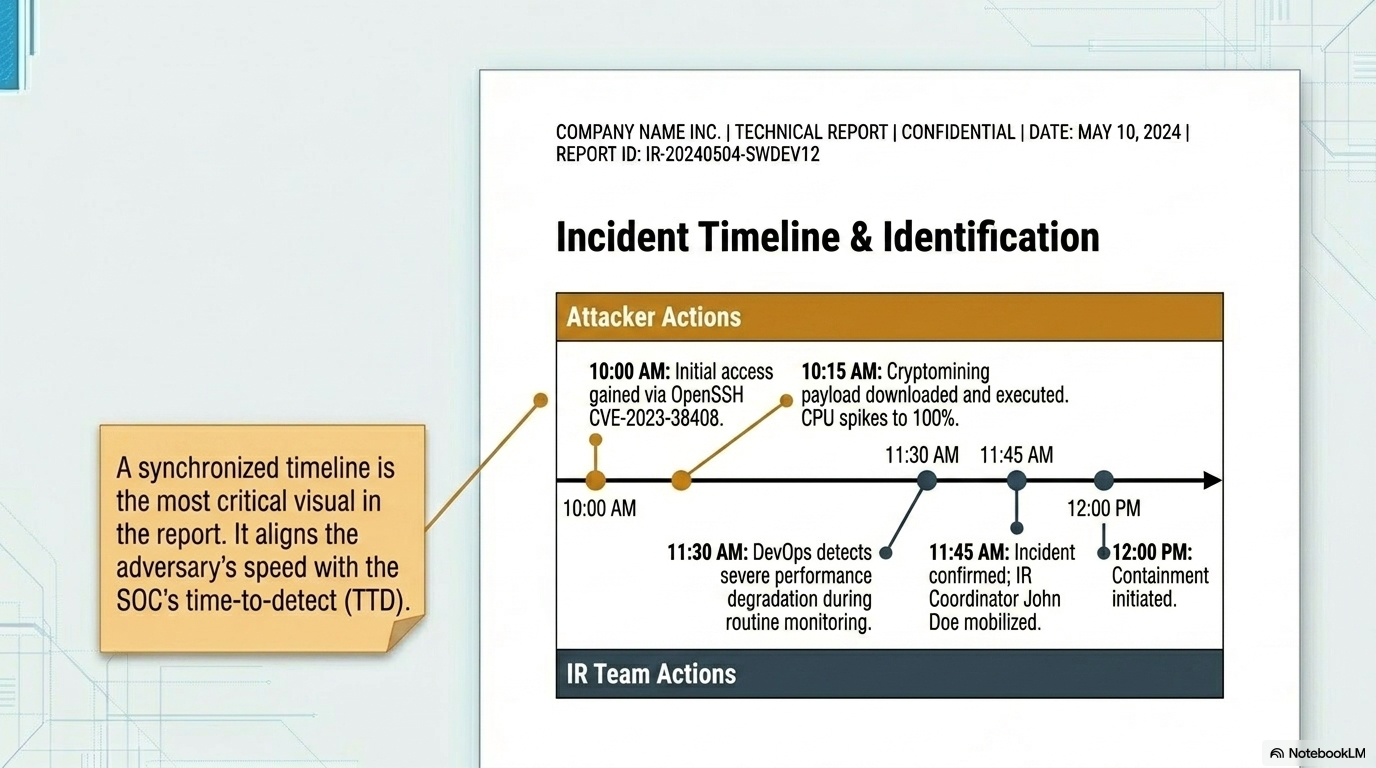 COMPANY NAME INC. | TECHNICAL REPORT | CONFIDENTIAL | DATE: MAY 10, 2024 |
REPORT ID: IR-20240504-SWDEV12
Incident Timeline & Identification
Attacker Actions
10:00 AM: Initial access
gained via OpenSSH
CVE-2023-38408.
10:15 AM: Cryptomining
payload downloaded and executed.
CPU spikes to 100%.
11:30 AM
11:45 AM
10:00 AM
12:00 PM
11:30 AM: DevOps detects
severe performance
degradation during
routine monitoring.
11:45 AM: Incident
confirmed; IR
Coordinator John
Doe mobilized.
12:00 PM:
Containment
initiated.
IR Team Actions
A synchronized timeline is
the most critical visual in
the report. It aligns the
adversary’s speed with the
SOC’s time-to-detect (TTD).
NotebookLM